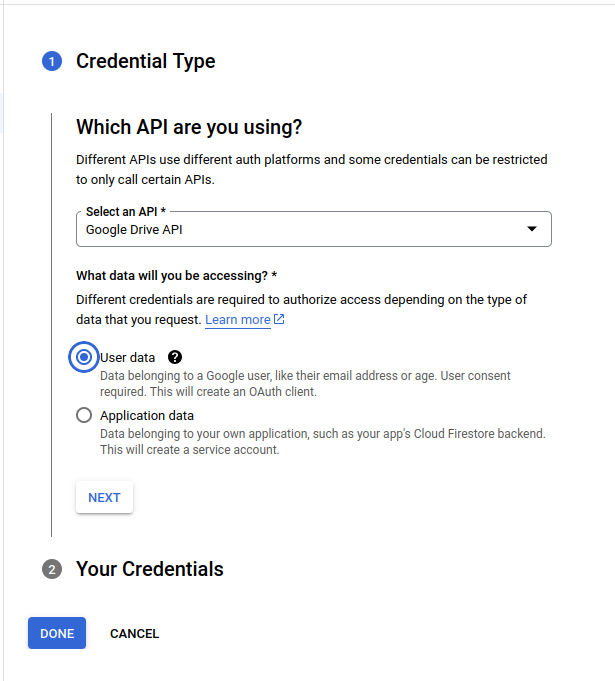 1 Credential Type
Which API are you using?
Different APIs use different auth platforms and some credentials can be restricted
to only call certain APIs.
Select an API *
Google Drive API
What data will you be accessing? *
Different credentials are required to authorize access depending on the type of
data that you request. Learn more
User data ?
Data belonging to a Google user, like their email address or age. User consent
required. This will create an OAuth client.
Application data
Data belonging to your own application, such as your app's Cloud Firestore backend.
This will create a service account.
NEXT
2 Your Credentials
DONE CANCEL